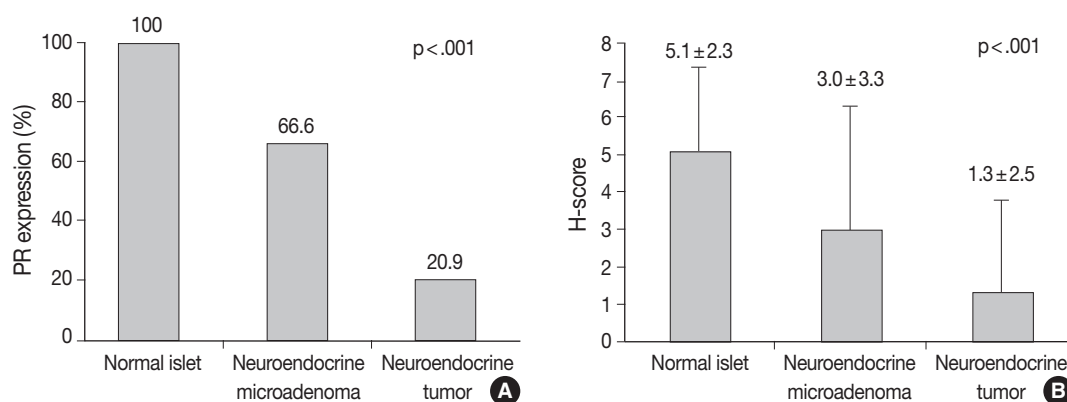 PR expression (%)
100
80
60
40
20
0
100
66.6
20.9
p<.001
Normal islet
Neuroendocrine
microadenoma
Neuroendocrine
tumor
A
H-score
8
7
6
5
4
3
2
1
0
5.1±2.3
3.0±3.3
1.3±2.5
p<.001
Normal islet
Neuroendocrine
microadenoma
Neuroendocrine
tumor
B